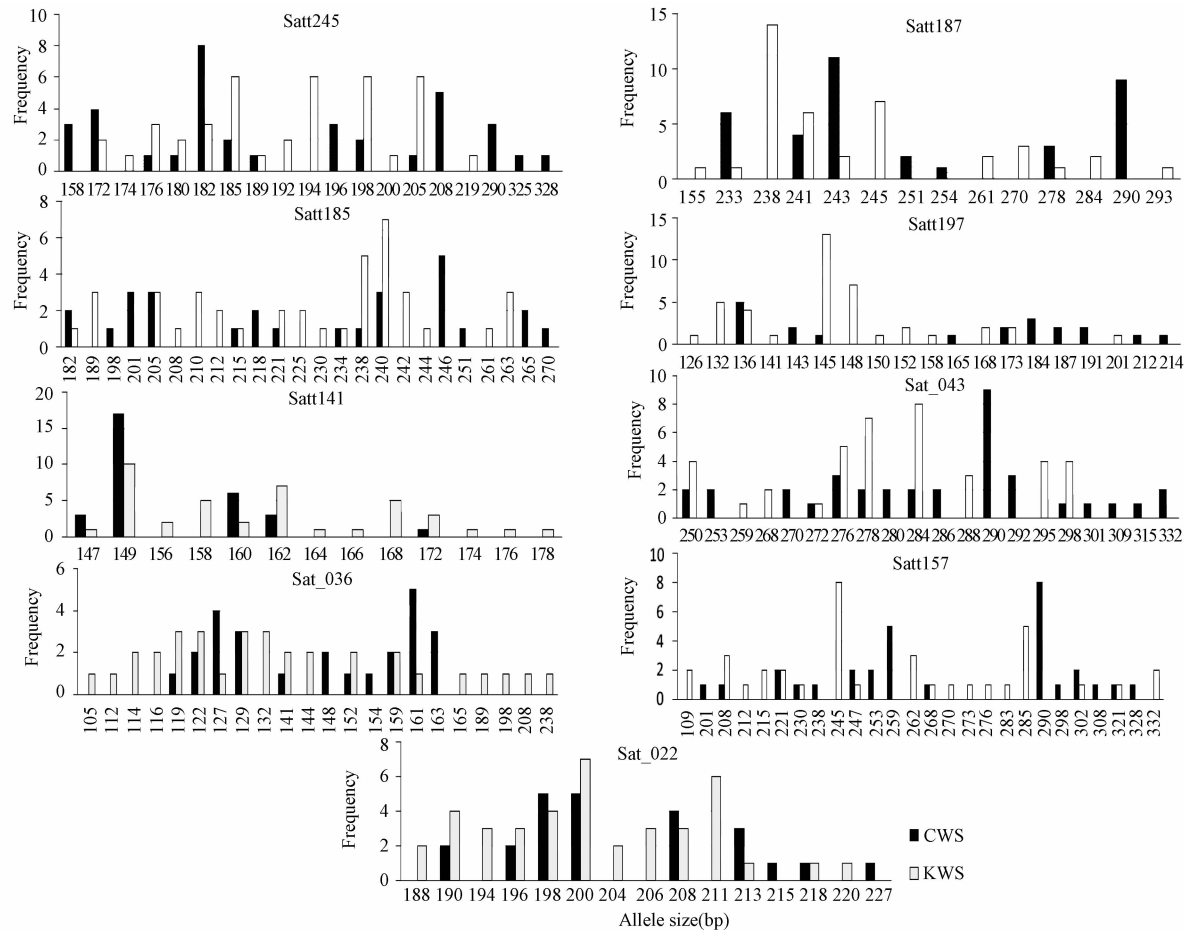 Satt245
Frequency
10
8
6
4
2
0
158 172 174 176 180 182 185 189 192 194 196 198 200 205 208 219 290 325 328
Satt187
Frequency
15
10
5
0
155 233 238 241 243 245 251 254 261 270 278 284 290 293
Satt185
Frequency
8
6
4
2
0
182 189 198 201 205 208 210 212 215 218 221 225 230 234 238 240 242 244 246 251 261 263 265 270
Satt197
Frequency
15
10
5
0
126 132 136 141 143 145 148 150 152 158 165 168 173 184 187 191 201 212 214
Satt141
Frequency
20
15
10
5
0
147 149 156 158 160 162 164 166 168 172 174 176 178
Sat_043
Frequency
10
8
6
4
2
0
250 253 259 268 270 272 276 278 280 284 286 288 290 292 295 298 301 309 315 332
Sat_036
Frequency
6
4
2
0
105 112 114 116 119 122 127 129 132 141 144 148 152 154 159 161 163 165 189 198 208 238
Satt157
Frequency
10
8
6
4
2
0
109 201 208 212 215 221 230 238 245 247 253 259 262 268 270 273 276 283 285 290 298 302 308 321 328 332
Sat_022
Frequency
8
6
4
2
0
188 190 194 196 198 200 204 206 208 211 213 215 218 220 227
Allele size(bp)
CWS
KWS